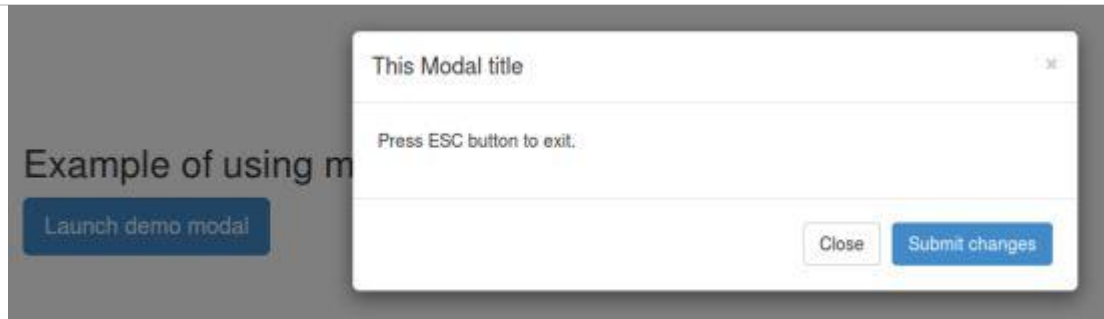 This Modal title ×
Press ESC button to exit.
Example of using m
Launch demo modal
Close Submit changes